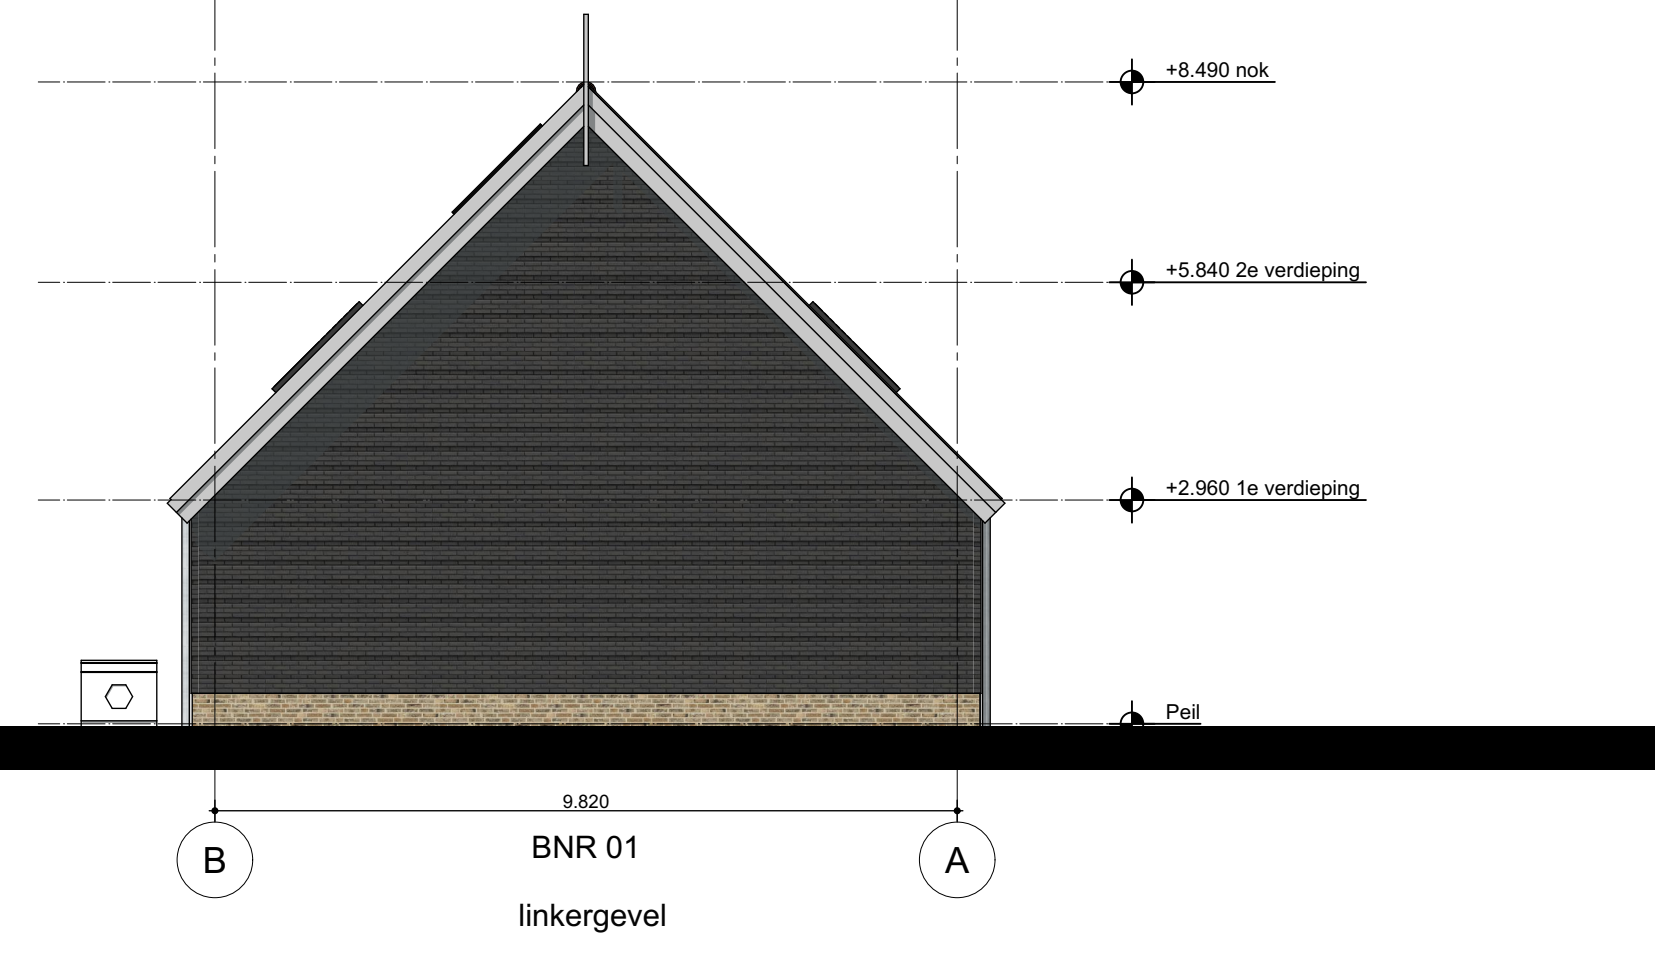 +8.490 nok
+5.840 2e verdieping
+2.960 1e verdieping
Peil
9.820
B
BNR 01
A
linkergevel